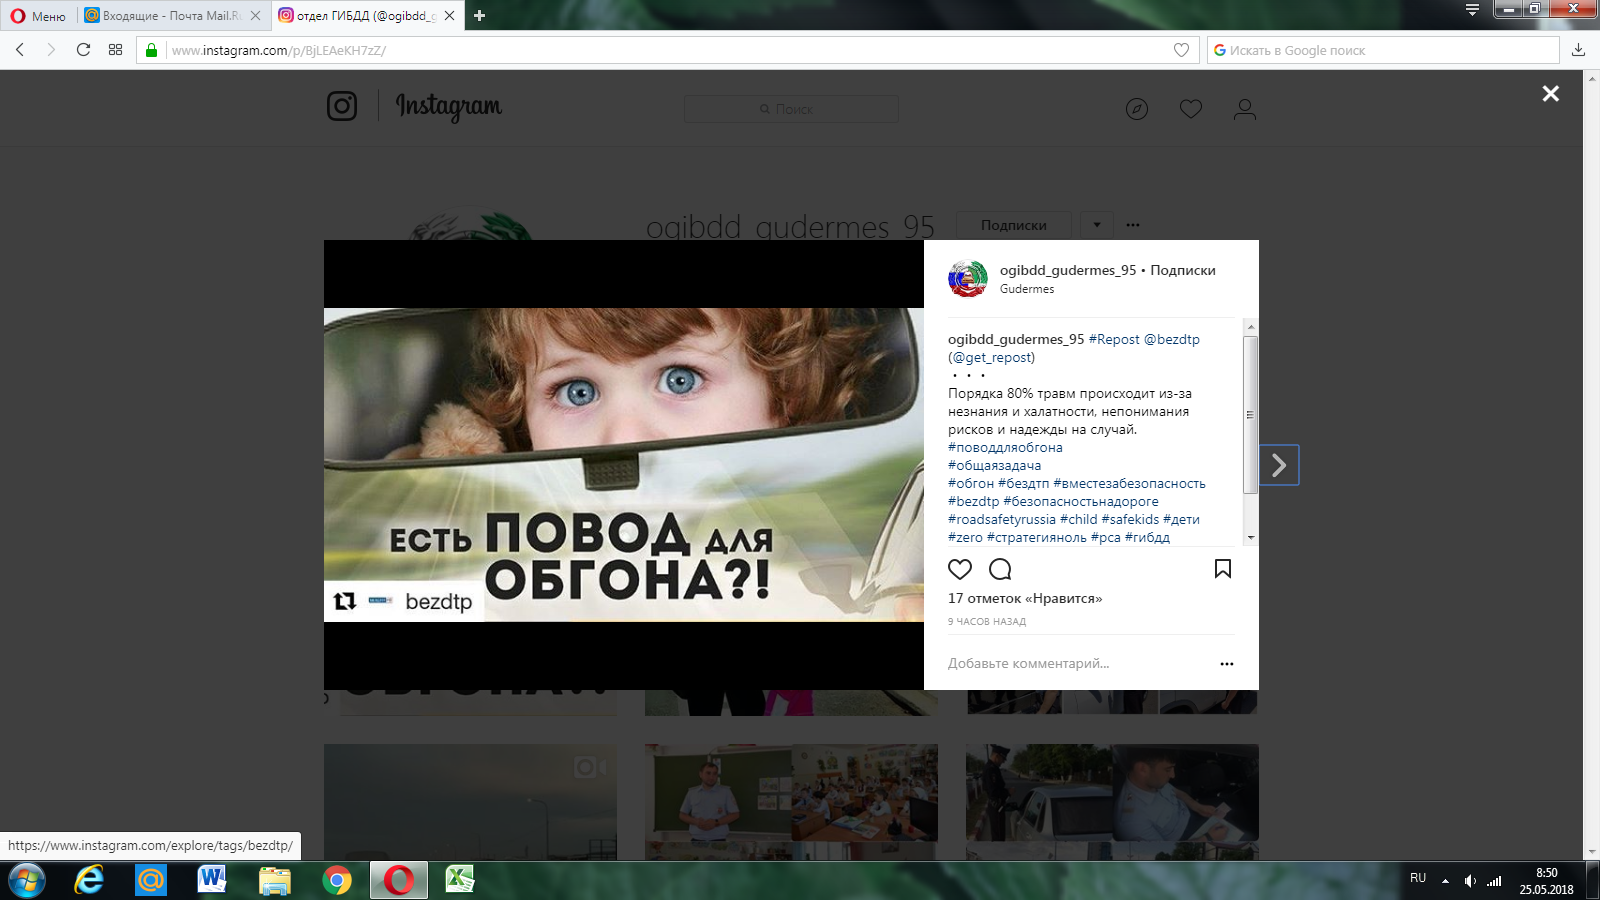 Меню
Входящие - Почта Mail.Ru
отдел ГИБДД (@ogibdd_g
www.instagram.com/p/BjLEAeKH7zZ/
Искать в Google поиск
Instagram
Поиск
ogibdd_gudermes_95
Подписки
ogibdd_gudermes_95 • Подписки
Gudermes
ogibdd_gudermes_95 #Repost @bezdtp
(@get_repost)
• • •
Порядка 80% травм происходит из-за
незнания и халатности, непонимания
рисков и надежды на случай.
#поводдляобгона
#общаязадача
#обгон #бездтп #вместезабезопасность
#bezdtp #безопасностьнадороге
#roadsafetyrussia #child #safekids #дети
#zero #стратегияноль #рса #гибдд
ЕСТЬ ПОВОД ДЛЯ
ОБГОНА?!
bezdtp
17 отметок «Нравится»
9 ЧАСОВ НАЗАД
Добавьте комментарий...
ОБГОНА?!
https://www.instagram.com/explore/tags/bezdtp/
RU
8:50
25.05.2018